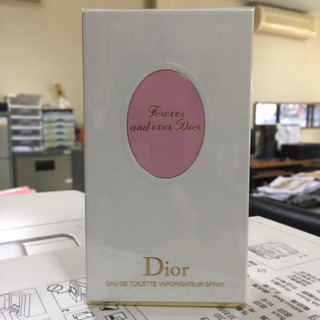 Forever
and ever Dior
Dior
EAU DE TOILETTE VAPORISATEUR SPRAY